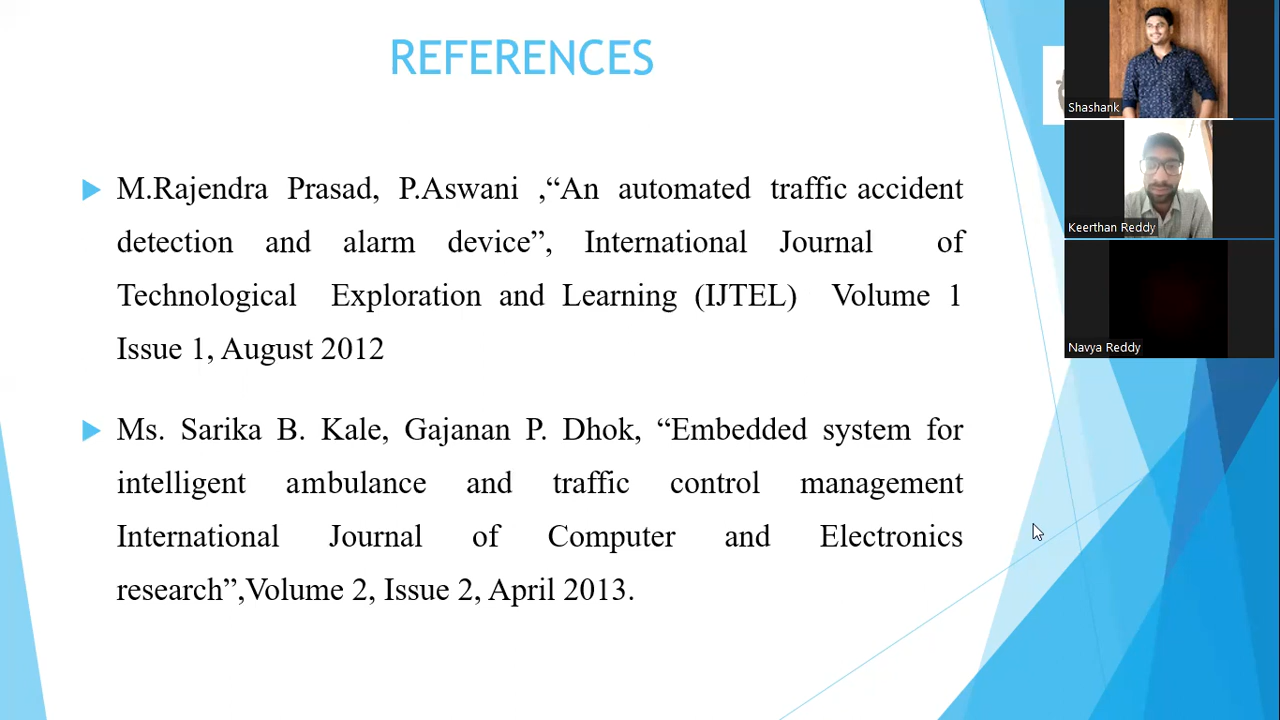 REFERENCES
M.Rajendra Prasad, P.Aswani ,“An automated traffic accident
detection and alarm device”, International Journal of
Technological Exploration and Learning (IJTEL) Volume 1
Issue 1, August 2012
Ms. Sarika B. Kale, Gajanan P. Dhok, “Embedded system for
intelligent ambulance and traffic control management
International Journal of Computer and Electronics
research”,Volume 2, Issue 2, April 2013.
Shashank
Keerthan Reddy
Navya Reddy